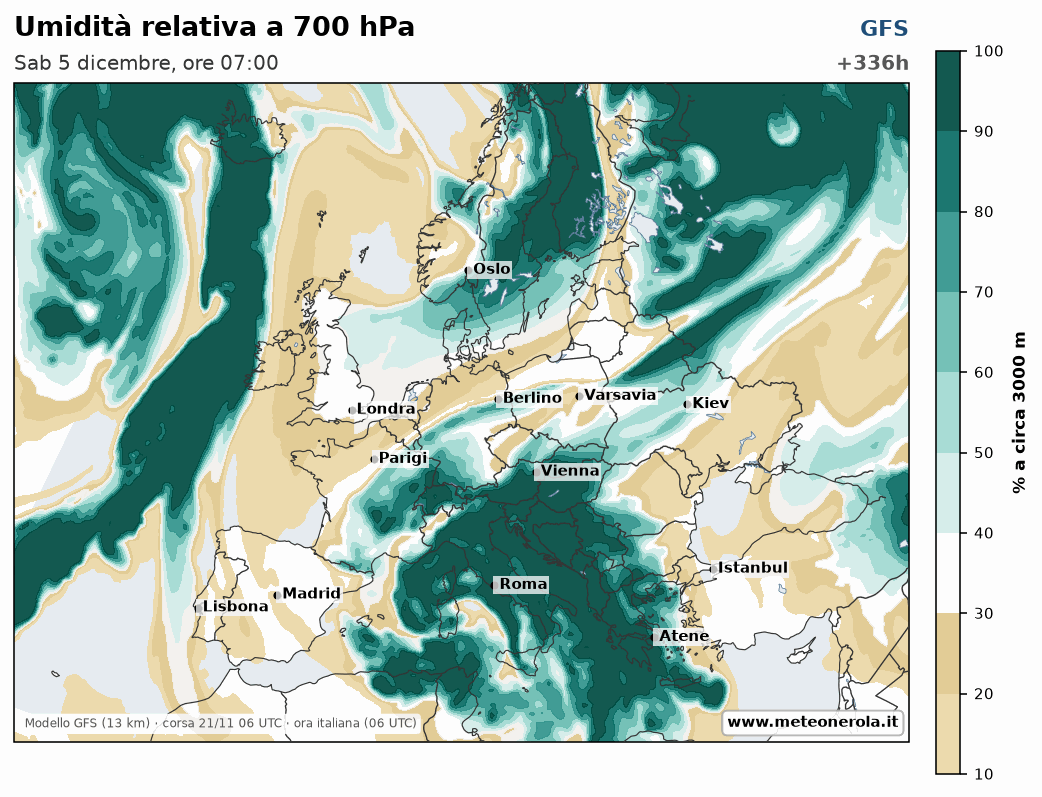 Umidità relativa a 700 hPa
GFS
Sab 5 dicembre, ore 07:00
+336h
100
90
80
70
60
50
40
30
20
10
% a circa 3000 m
Oslo
Londra
Berlino
Varsavia
Kiev
Parigi
Vienna
Istanbul
Roma
Madrid
Lisbona
Atene
Modello GFS (13 km) · corsa 21/11 06 UTC · ora italiana (06 UTC)
www.meteonerola.it